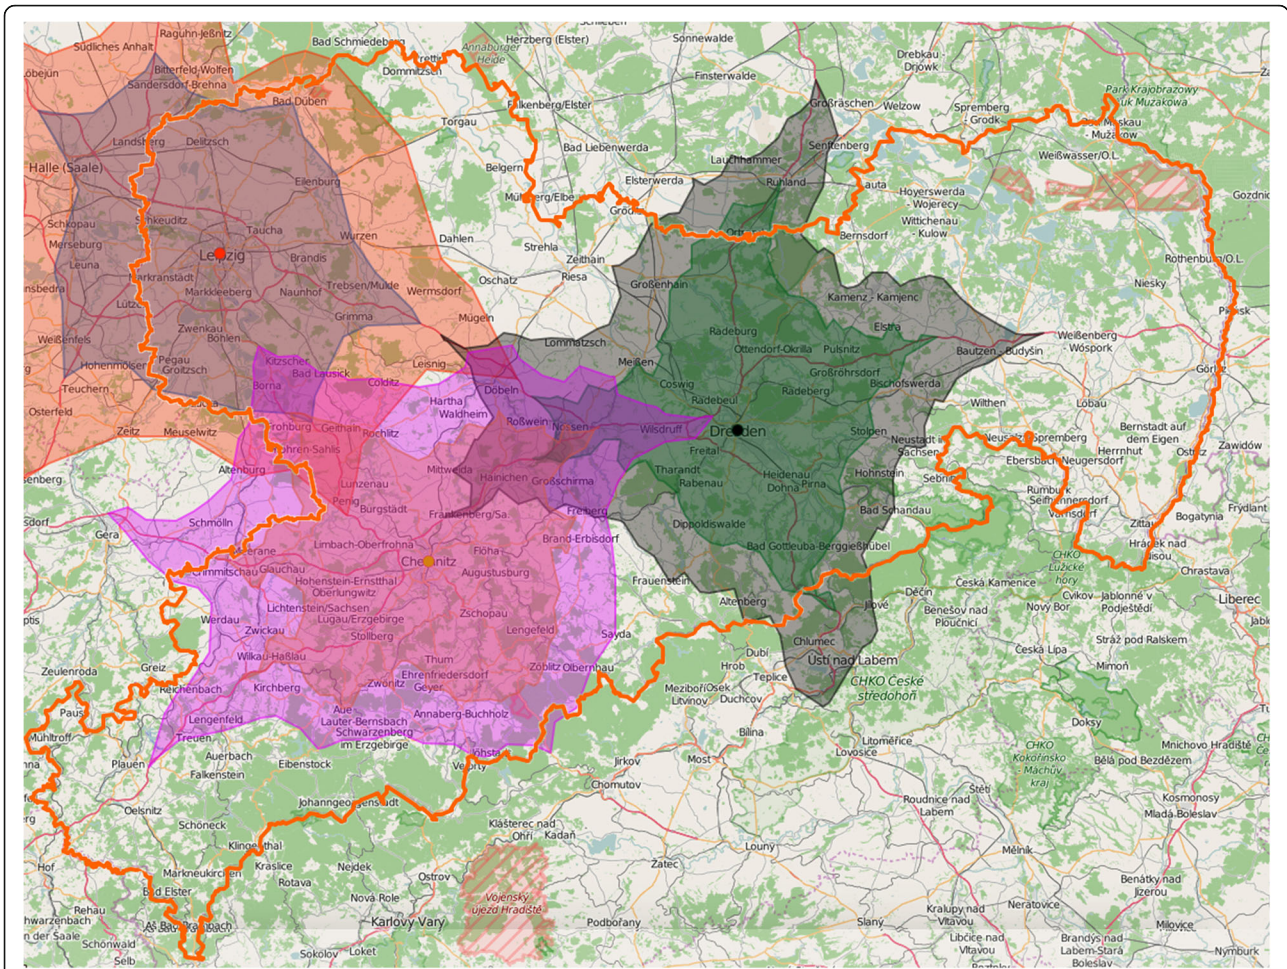 Raguhn-Jeßnitz
Südliches Anhalt
Bad Schmiedeberg
Herzberg (Elster)
Sonnewalde
Annaburger
Heide
Drebkau -
Drjowk
Bitterfeld-Wolfen
Sandersdorf-Brehna
Dommitzsch
Finsterwalde
Park Krajobrazowy
Łuk Mużakowa
Bad Düben
Falkenberg/Elster
Großräschen
Welzow
Spremberg
- Grodk
Torgau
Bad Muskau
- Mužakow
Landsberg
Delitzsch
Bad Liebenwerda
Lauchhammer
Senftenberg
Weißwasser/O.L.
Halle (Saale)
Belgern
Elsterwerda
Ruhland
Eilenburg
Mühlberg/Elbe
Lauta
Hoyerswerda
- Wojerecy
Schkopau
Schkeuditz
Gröditz
Wittichenau
- Kulow
Merseburg
Taucha
Wurzen
Dahlen
Strehla
Bernsdorf
Leuna
Leipzig
Brandis
Zeithain
Rothenburg/O.L.
Markranstädt
Oschatz
Riesa
Großenhain
Niesky
Markkleeberg
Naunhof
Trebsen/Mulde
Wermsdorf
Kamenz - Kamjenc
Grimma
Mügeln
Elstra
Zwenkau
Böhlen
Radeburg
Weißenberg
- Wóspork
Weißenfels
Lommatzsch
Ottendorf-Okrilla
Pulsnitz
Bautzen - Budyšin
Hohenmölsen
Pegau
Groitzsch
Kitzscher
Bad Lausick
Leisnig
Meißen
Großröhrsdorf
Görlitz
Teuchern
Borna
Colditz
Döbeln
Coswig
Radeberg
Bischofswerda
Osterfeld
Hartha
Waldheim
Radebeul
Wilthen
Löbau
Zeitz
Meuselwitz
Frohburg
Geithain
Rochlitz
Roßwein
Nossen
Wilsdruff
Dresden
Stolpen
Neustadt in
Sachsen
Neusalza-Spremberg
Bernstadt auf
dem Eigen
Zawidów
Kohren-Sahlis
Freital
Herrnhut
Ostritz
Altenburg
Mittweida
Hainichen
Großschirma
Tharandt
Rabenau
Heidenau
Dohna
Pirna
Hohnstein
Sebnitz
Ebersbach
Neugersdorf
Lunzenau
Penig
Burgstädt
Frankenberg/Sa.
Freiberg
Bad Schandau
Rumburk
Seifhennersdorf
Varnsdorf
Frýdlant
Gera
Schmölln
Dippoldiswalde
Zittau
Bogatynia
Meerane
Limbach-Oberfrohna
Flöha
Brand-Erbisdorf
Bad Gottleuba-Berggießhübel
Hrádek nad
Nisou
Crimmitschau
Glauchau
Chemnitz
Augustusburg
CHKO
Lužické
hory
Chrastava
Hohenstein-Ernstthal
Oberlungwitz
Frauenstein
Česká Kamenice
Lichtenstein/Sachsen
Lugau/Erzgebirge
Zschopau
Altenberg
Jílové
Děčín
Cvikov
Jablonné v
Podještědí
Liberec
Werdau
Zwickau
Stollberg
Lengefeld
Sayda
Benešov nad
Ploučnicí
Nový Bor
Chlumec
Stráž pod Ralskem
Wilkau-Haßlau
Thum
Zöblitz
Olbernhau
Dubí
Hrob
Teplice
Ústí nad Labem
Česká Lípa
Mimoň
Zeulenroda
Greiz
Reichenbach
Kirchberg
Zwönitz
Ehrenfriedersdorf
Geyer
Meziboří
Litvínov
Osek
Duchcov
CHKO České
středohoří
Lengenfeld
Aue
Lauter-Bernsbach
Schwarzenberg
im Erzgebirge
Annaberg-Buchholz
Doksy
Mühltroff
Treuen
Bílina
Litoměřice
Lovosice
CHKO
Kokořínsko
- Máchův
kraj
Mnichovo Hradiště
Bělá pod Bezdězem
Plauen
Auerbach
Falkenstein
Eibenstock
Jöhstadt
Vejprty
Jirkov
Chomutov
Most
Oelsnitz
Johanngeorgenstadt
Štětí
Kosmonosy
Mladá Boleslav
Schöneck
Klášterec nad
Ohří
Kadaň
Roudnice nad
Labem
Klingenthal
Kraslice
Nejdek
Louny
Mělník
Hof
Markneukirchen
Rotava
Ostrov
Žatec
Bad Elster
Nová Role
Vojenský
újezd Hradiště
Benátky nad
Jizerou
Rehau
Karlovy Vary
Podbořany
Slaný
Kralupy nad
Vltavou
Neratovice
Milovice
Schönwald
Selb
Sokolov
Loket
Libčice nad
Vltavou
Brandýs nad
Labem-Stará
Boleslav
Nymburk